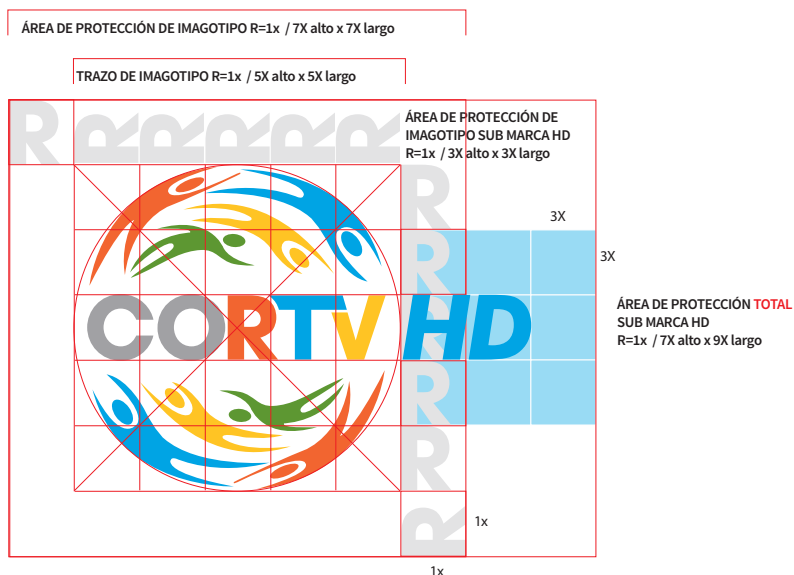 ÁREA DE PROTECCIÓN DE IMAGOTIPO R=1x / 7X alto x 7X largo
TRAZO DE IMAGOTIPO R=1x / 5X alto x 5X largo
R R R R R R
ÁREA DE PROTECCIÓN DE
IMAGOTIPO SUB MARCA HD
R=1x / 3X alto x 3X largo
R
3X
R
3X
CORTV HD
R
ÁREA DE PROTECCIÓN TOTAL
SUB MARCA HD
R=1x / 7X alto x 9X largo
R
R
R
1x
1x